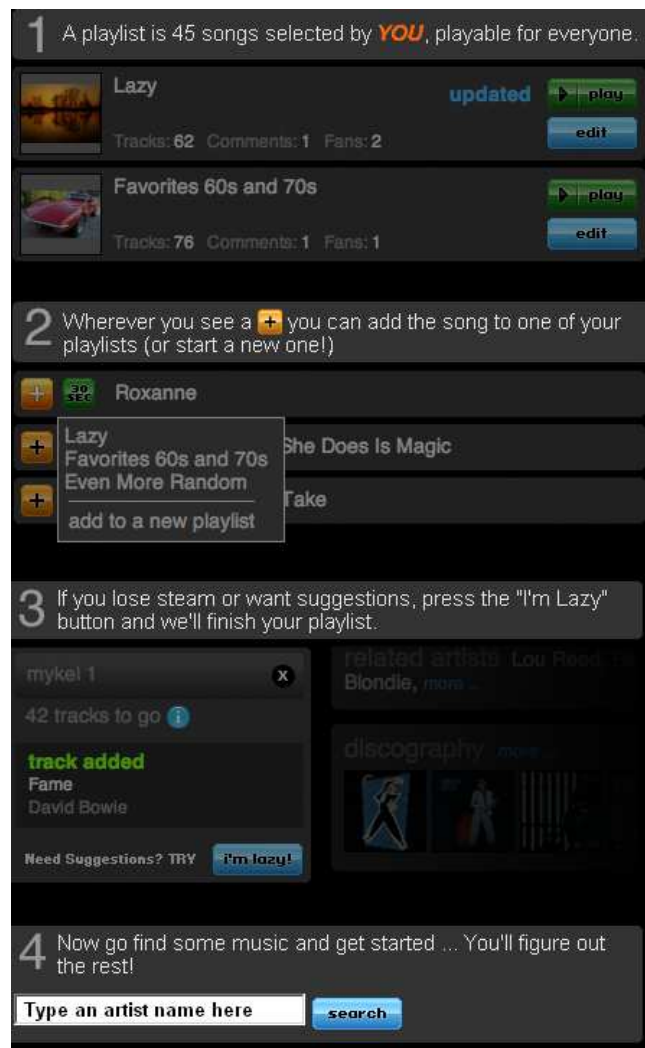 1 A playlist is 45 songs selected by YOU, playable for everyone.
Lazy
updated
play
Tracks: 62 Comments: 1 Fans: 2
edit
Favorites 60s and 70s
play
Tracks: 76 Comments: 1 Fans: 1
edit
2 Wherever you see a + you can add the song to one of your
playlists (or start a new one!)
+ 30 SEC Roxanne
Lazy
Favorites 60s and 70s
Even More Random
add to a new playlist
+ She Does Is Magic
+ Take
3 If you lose steam or want suggestions, press the "I'm Lazy"
button and we'll finish your playlist.
mykel 1 X
42 tracks to go i
track added
Fame
David Bowie
Need Suggestions? TRY i'm lazy!
related artists Lou Reed,
Blondie, more ..
discography more ..
4 Now go find some music and get started ... You'll figure out
the rest!
Type an artist name here search